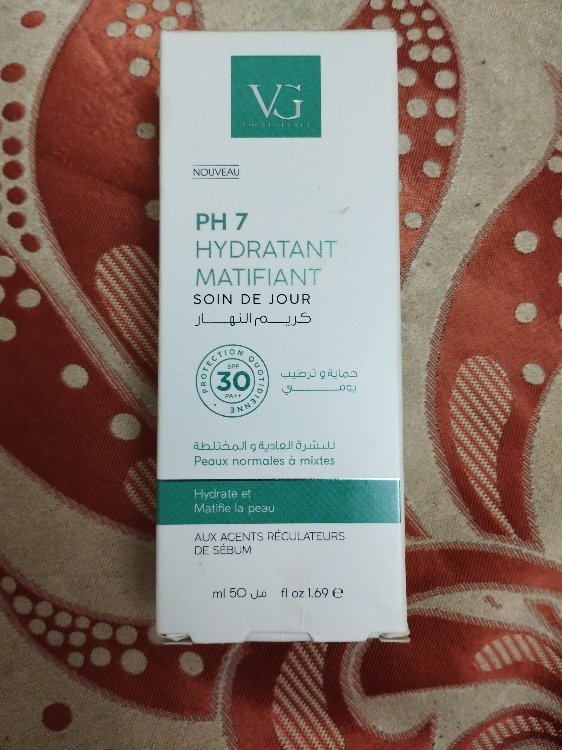 VG
NOUVEAU
PH 7
HYDRATANT
MATIFIANT
SOIN DE JOUR
كريم النهار
PROTECTION QUOTIDIENNE
SPF
30
PA++
حماية و ترطيب
يومي
للبشرة العادية و المختلطة
Peaux normales à mixtes
Hydrate et
Matifie la peau
AUX AGENTS RÉGULATEURS
DE SÉBUM
ml 50 مل fl oz 1.69 e